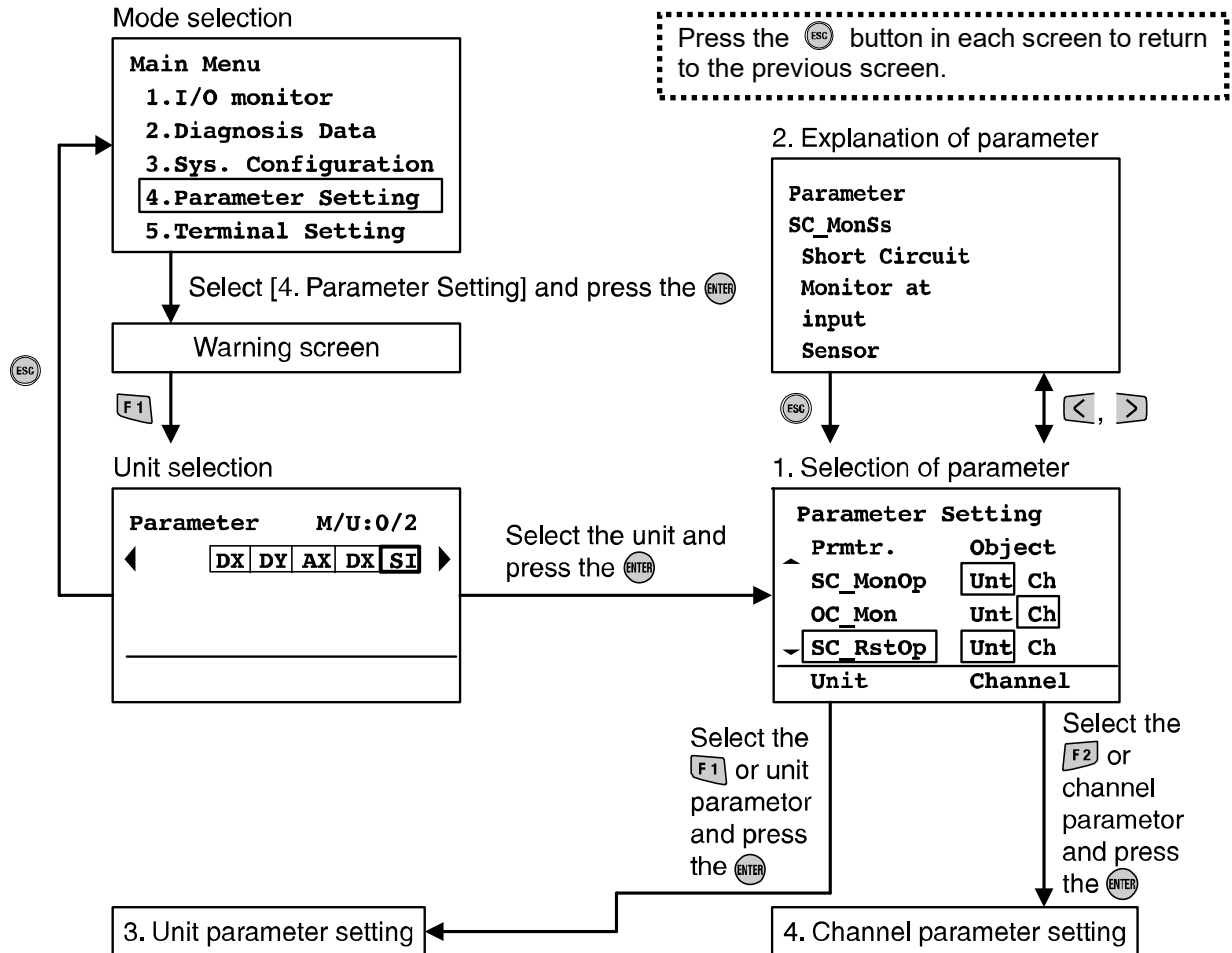 Mode selection
Main Menu
1.I/O monitor
2.Diagnosis Data
3.Sys. Configuration
4.Parameter Setting
5.Terminal Setting
Press the ESC button in each screen to return
to the previous screen.
2. Explanation of parameter
Parameter
SC_MonSs
Short Circuit
Monitor at
input
Sensor
Select [4. Parameter Setting] and press the ENTER
Warning screen
ESC
F1
ESC
<, >
Unit selection
Parameter M/U:0/2
DX DY AX DX SI
Select the unit and
press the ENTER
1. Selection of parameter
Parameter Setting
Prmtr. Object
SC_MonOp Unt Ch
OC_Mon Unt Ch
SC_RstOp Unt Ch
Unit Channel
Select the
F1 or unit
parametor
and press
the ENTER
Select the
F2 or
channel
parametor
and press
the ENTER
3. Unit parameter setting
4. Channel parameter setting